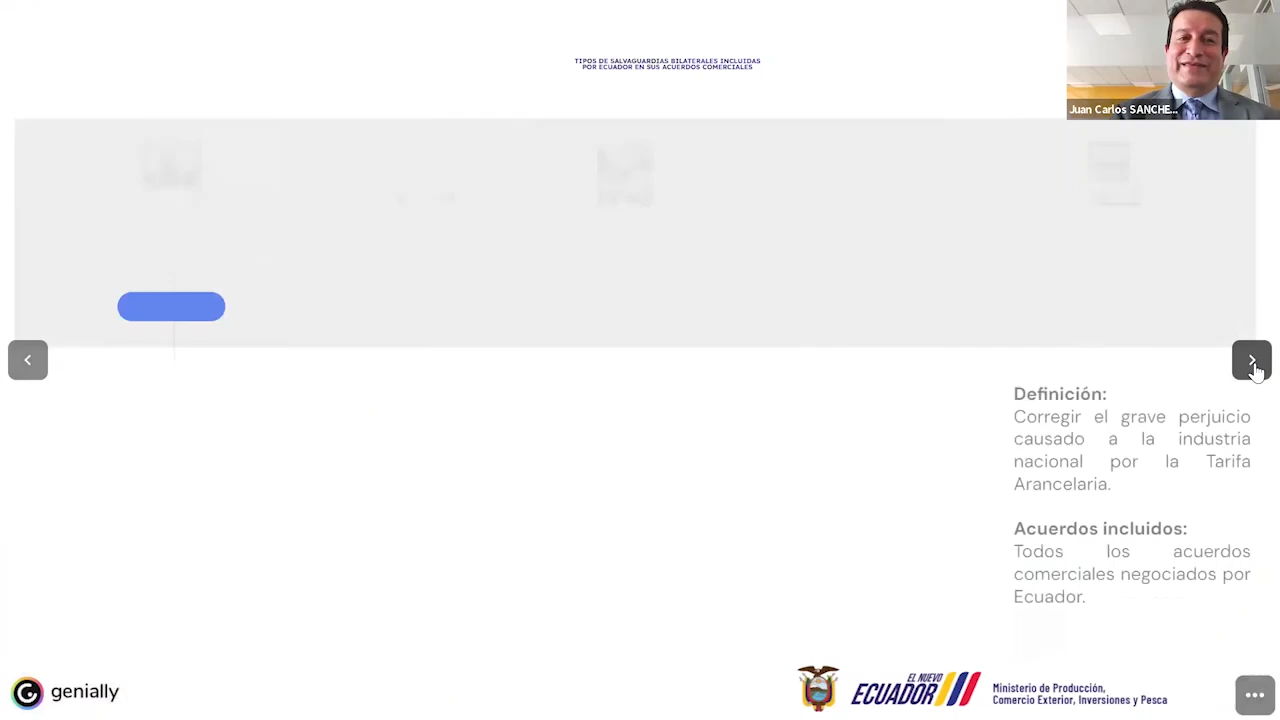 TIPOS DE SALVAGUARDIAS BILATERALES INCLUIDAS
POR ECUADOR EN SUS ACUERDOS COMERCIALES
Juan Carlos SANCHE...
Definición:
Corregir el grave perjuicio
causado a la industria
nacional por la Tarifa
Arancelaria.
Acuerdos incluidos:
Todos los acuerdos
comerciales negociados por
Ecuador.
genially
EL NUEVO
ECUADOR
Ministerio de Producción,
Comercio Exterior, Inversiones y Pesca